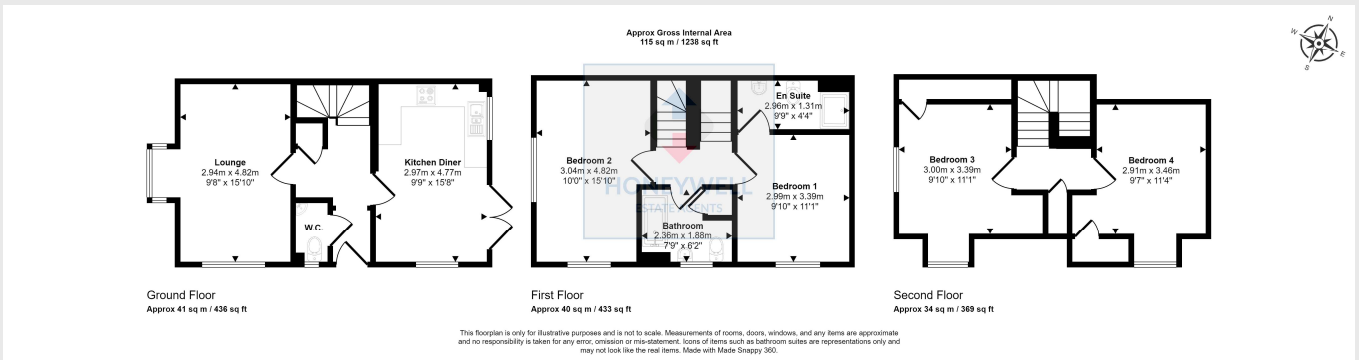 Approx Gross Internal Area
115 sq m / 1238 sq ft
N
W
E
S
Lounge
2.94m x 4.82m
9'8" x 15'10"
Kitchen Diner
2.97m x 4.77m
9'9" x 15'8"
W.C.
Ground Floor
Approx 41 sq m / 436 sq ft
En Suite
2.96m x 1.31m
9'9" x 4'4"
Bedroom 2
3.04m x 4.82m
10'0" x 15'10"
Bedroom 1
2.99m x 3.39m
9'10" x 11'1"
HONEYWELL
ESTATE AGENTS
Bathroom
2.36m x 1.88m
7'9" x 6'2"
First Floor
Approx 40 sq m / 433 sq ft
Bedroom 3
3.00m x 3.39m
9'10" x 11'1"
Bedroom 4
2.91m x 3.46m
9'7" x 11'4"
Second Floor
Approx 34 sq m / 369 sq ft
This floorplan is only for illustrative purposes and is not to scale. Measurements of rooms, doors, windows, and any items are approximate
and no responsibility is taken for any error, omission or mis-statement. Icons of items such as bathroom suites are representations only and
may not look like the real items. Made with Made Snappy 360.